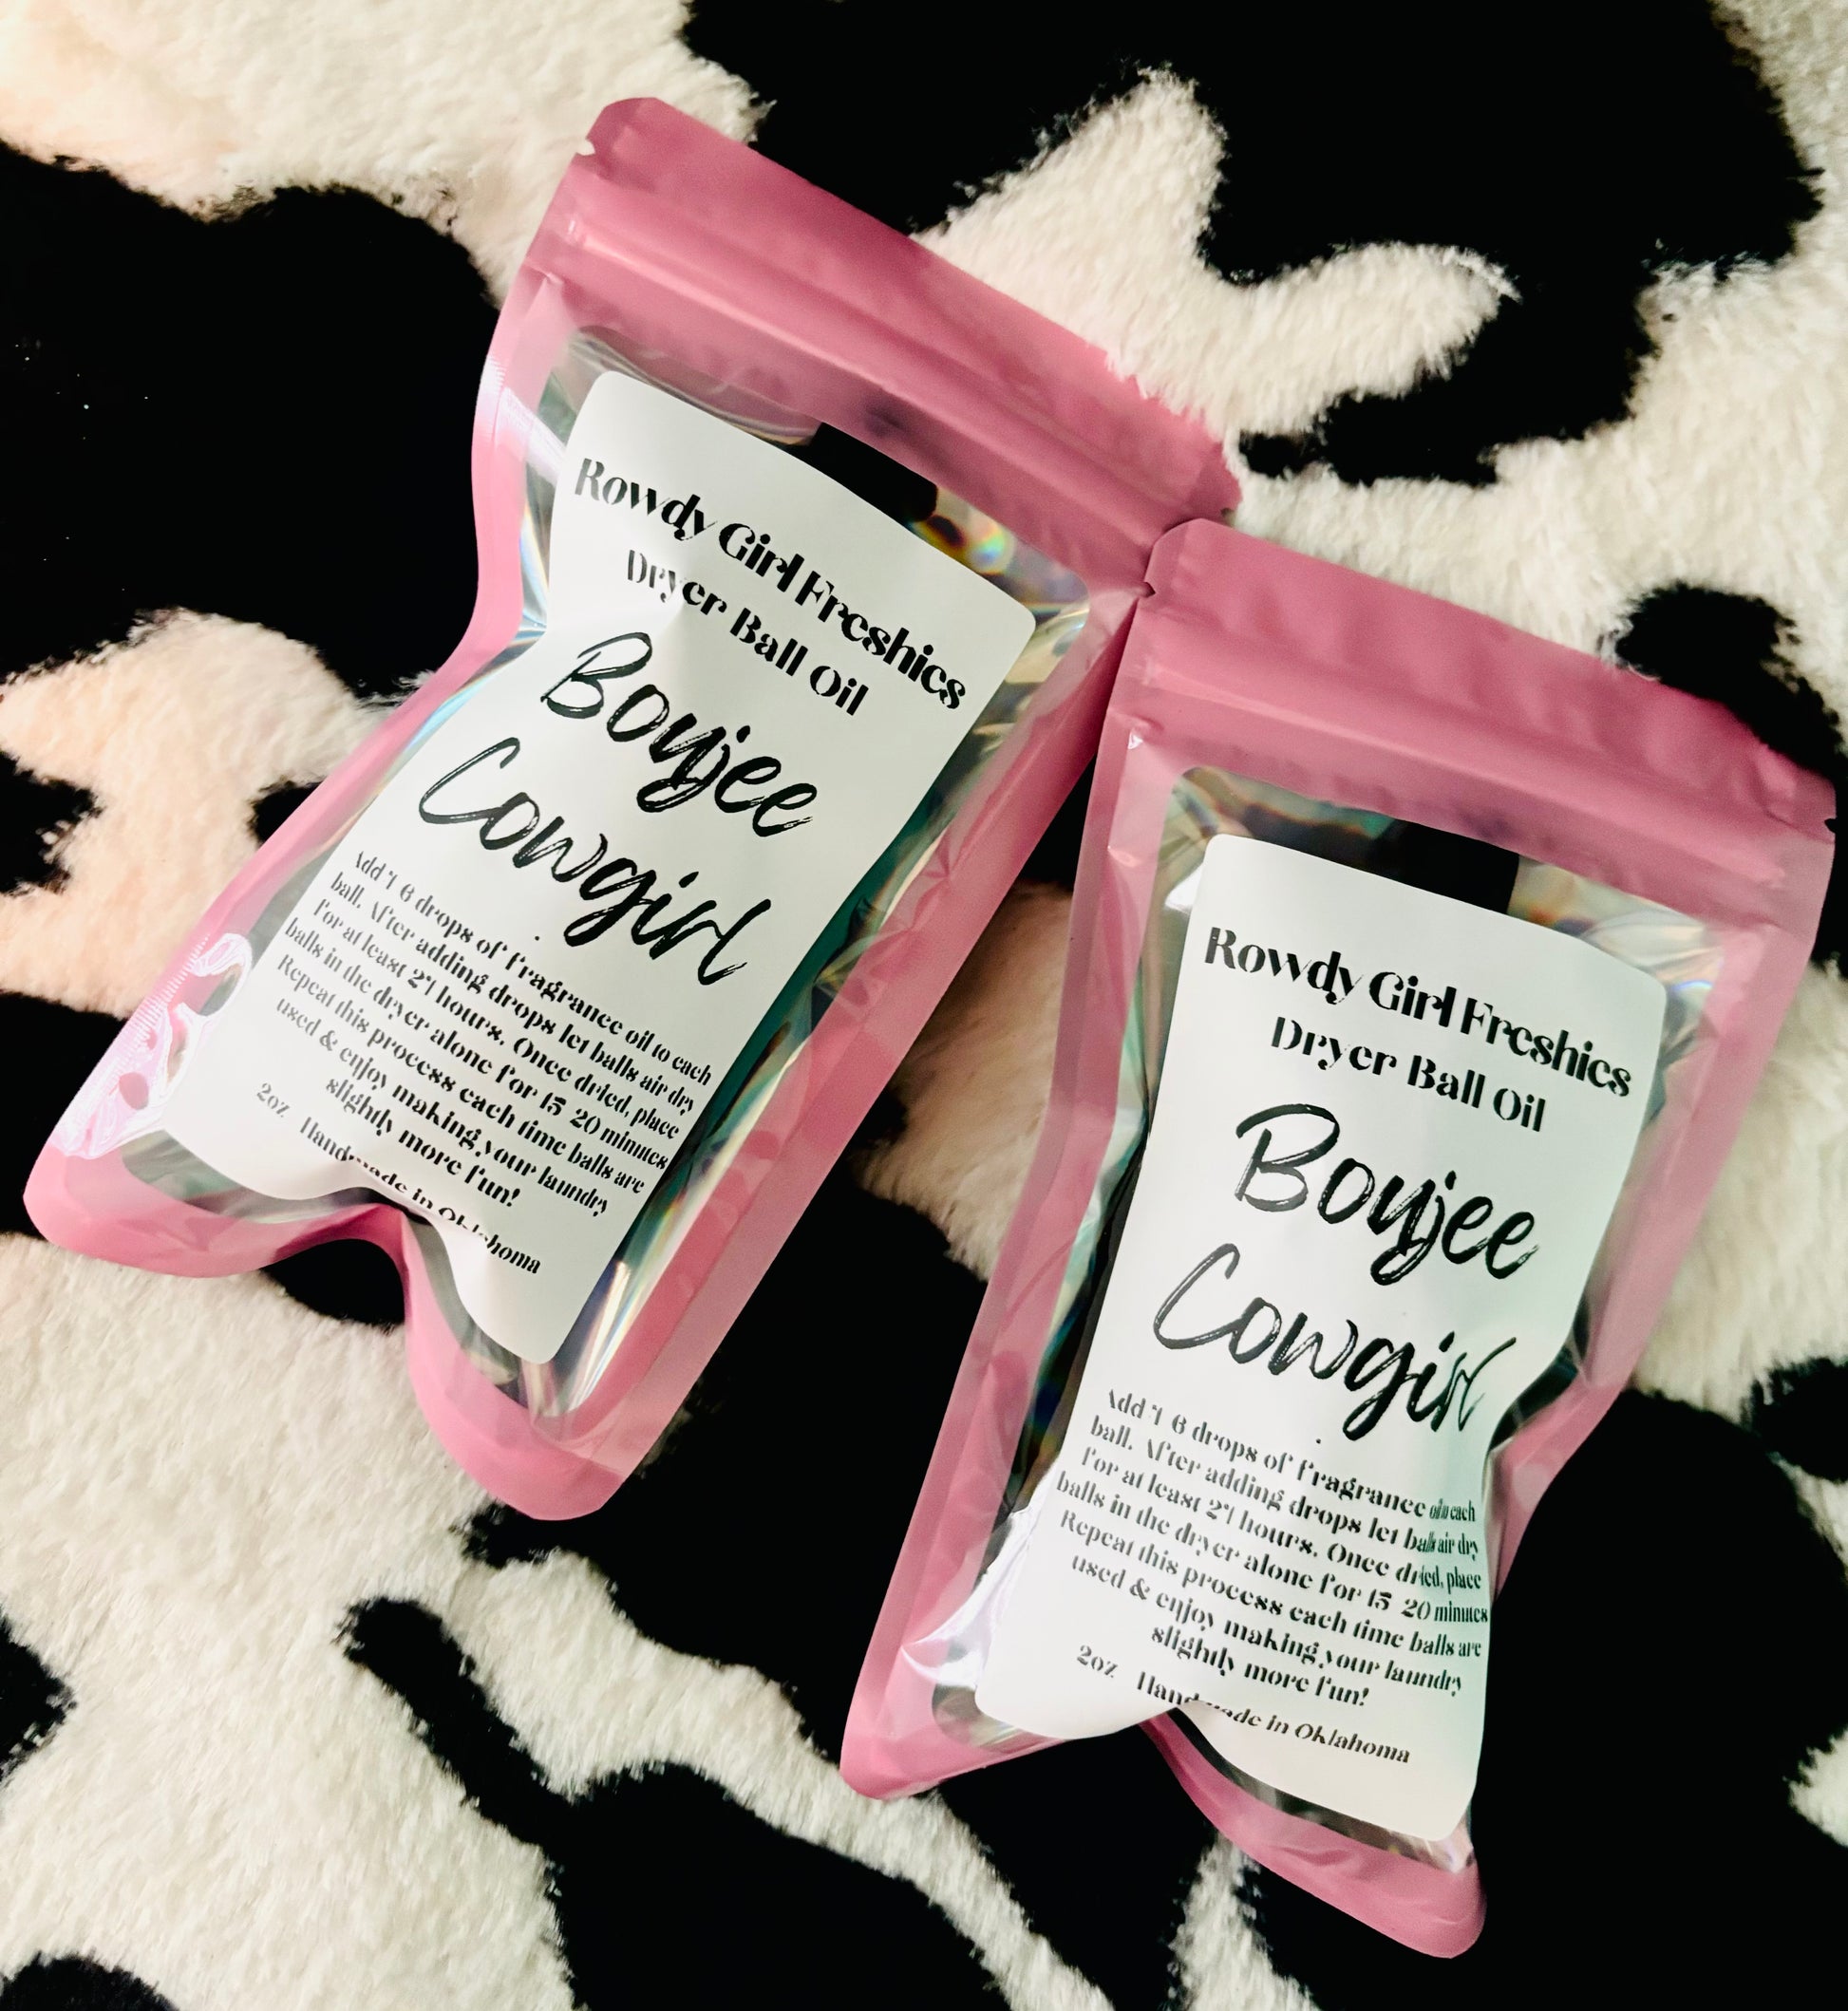 Rowdy Girl Freshics
Dryer Ball Oil
Boujee
Cowgirl
Add 4-6 drops of fragrance oil to each
ball. After adding drops let balls air dry
for at least 24 hours. Once dried, place
balls in the dryer alone for 15-20 minutes
Repeat this process each time balls are
used & enjoy making your laundry
slightly more fun!
2oz Handmade in Oklahoma
Rowdy Girl Freshics
Dryer Ball Oil
Boujee
Cowgirl
Add 4-6 drops of fragrance oil to each
ball. After adding drops let balls air dry
for at least 24 hours. Once dried, place
balls in the dryer alone for 15-20 minutes
Repeat this process each time balls are
used & enjoy making your laundry
slightly more fun!
2oz Handmade in Oklahoma